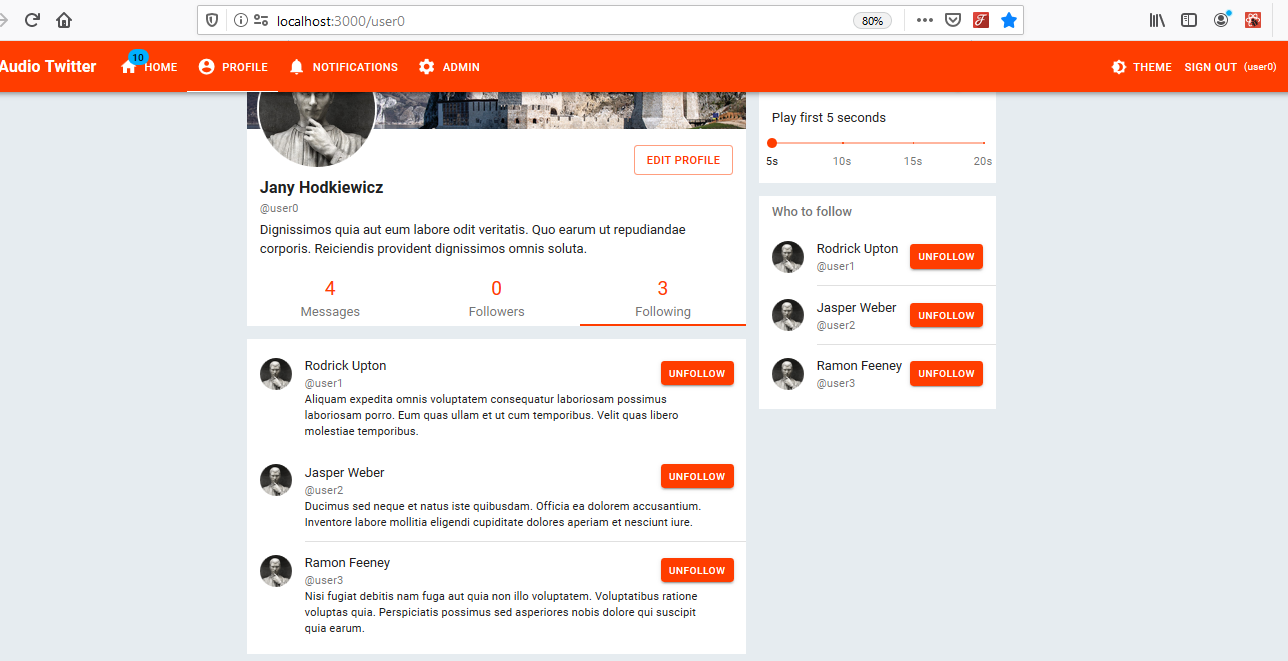 localhost:3000/user0
80%
Audio Twitter
10
HOME
PROFILE
NOTIFICATIONS
ADMIN
THEME
SIGN OUT (user0)
EDIT PROFILE
Jany Hodkiewicz
@user0
Dignissimos quia aut eum labore odit veritatis. Quo earum ut repudiandae
corporis. Reiciendis provident dignissimos omnis soluta.
4
Messages
0
Followers
3
Following
Rodrick Upton
@user1
Aliquam expedita omnis voluptatem consequatur laboriosam possimus
laboriosam porro. Eum quas ullam et ut cum temporibus. Velit quas libero
molestiae temporibus.
UNFOLLOW
Jasper Weber
@user2
Ducimus sed neque et natus iste quibusdam. Officia ea dolorem accusantium.
Inventore labore mollitia eligendi cupiditate dolores aperiam et nesciunt iure.
UNFOLLOW
Ramon Feeney
@user3
Nisi fugiat debitis nam fuga aut quia non illo voluptatem. Voluptatibus ratione
voluptas quia. Perspiciatis possimus sed asperiores nobis dolore qui suscipit
quia earum.
UNFOLLOW
Play first 5 seconds
5s 10s 15s 20s
Who to follow
Rodrick Upton
@user1
UNFOLLOW
Jasper Weber
@user2
UNFOLLOW
Ramon Feeney
@user3
UNFOLLOW